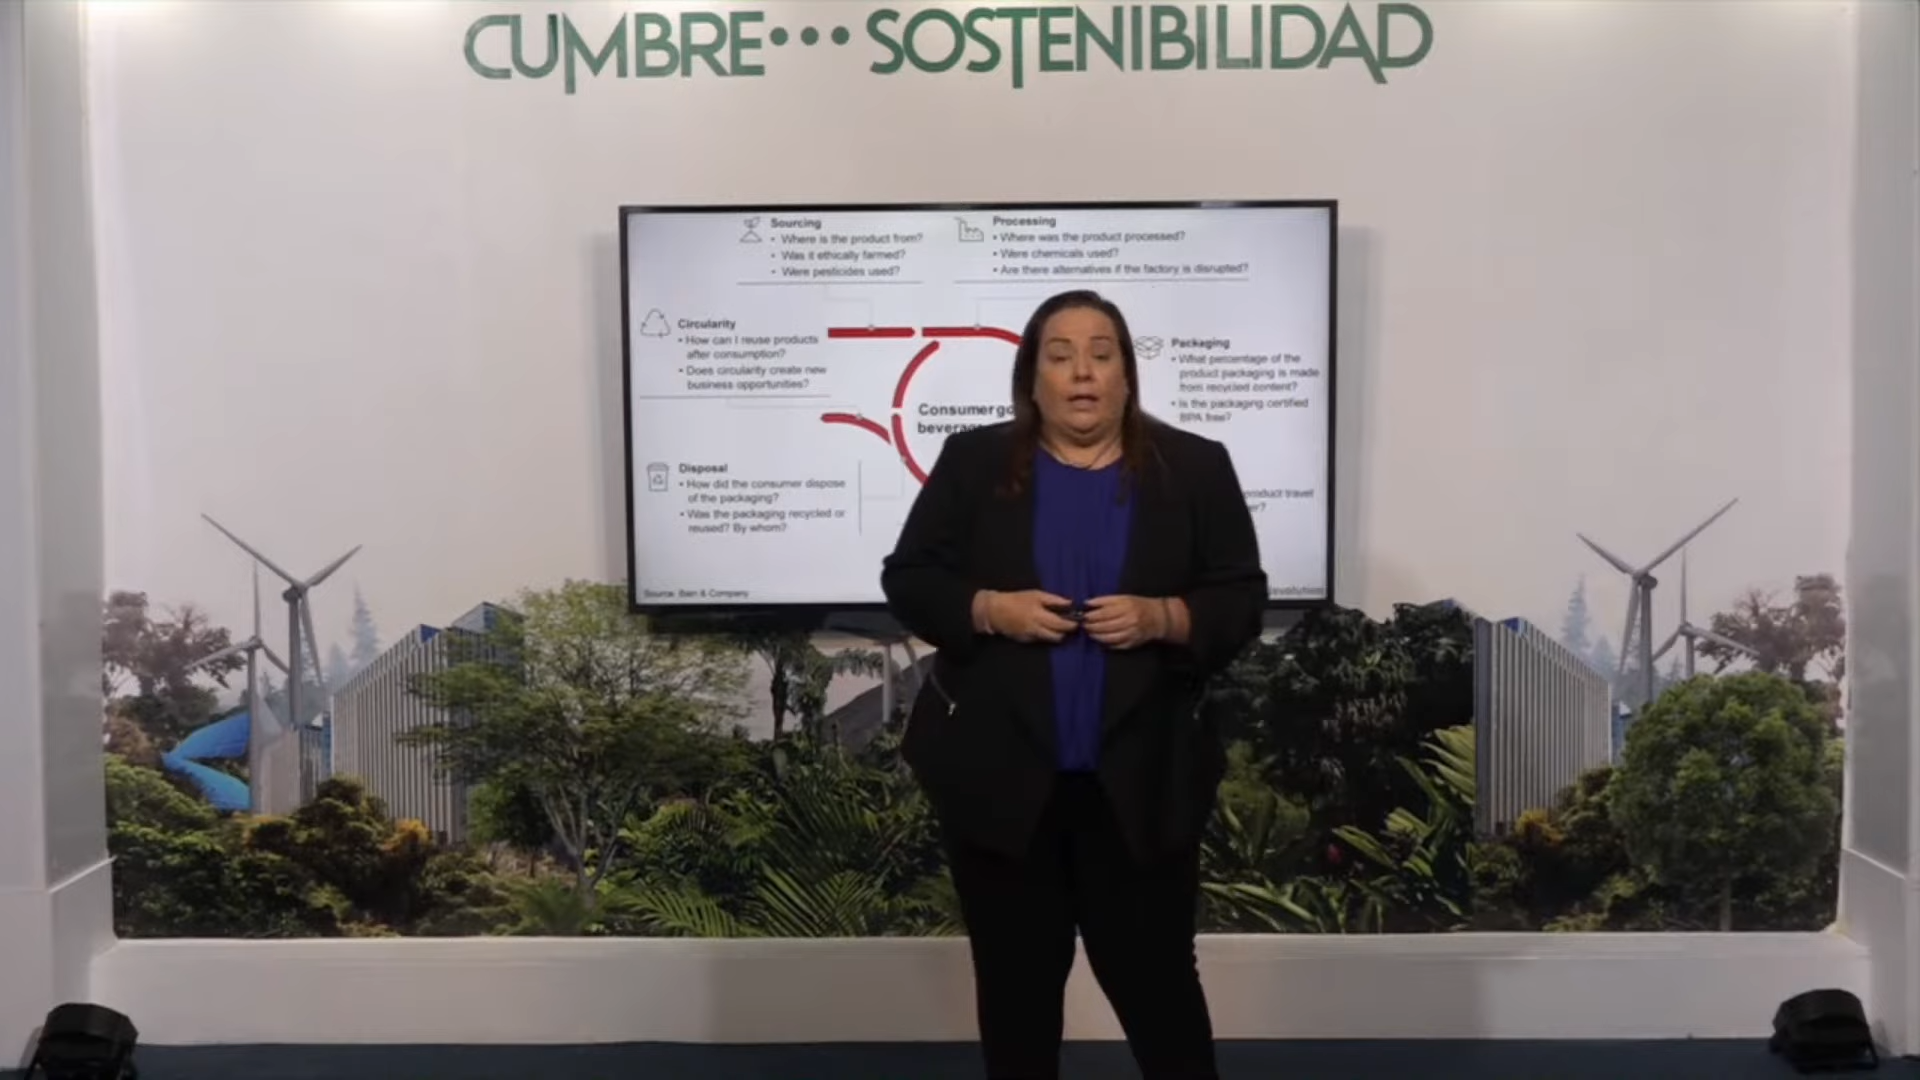 CUMBRE••• SOSTENIBILIDAD
Sourcing
• Where is the product from?
• Was it ethically farmed?
• Were pesticides used?
Processing
• Where was the product processed?
• Were chemicals used?
• Are there alternatives if the factory is disrupted?
Circularity
• How can I reuse products
after consumption?
• Does circularity create new
business opportunities?
Packaging
• What percentage of the
product packaging is made
from recycled content?
• Is the packaging certified
BPA free?
Consumer go
Disposal
• How did the consumer dispose
of the packaging?
• Was the packaging recycled or
reused? By whom?
product travel
er?
Source: Bain & Company